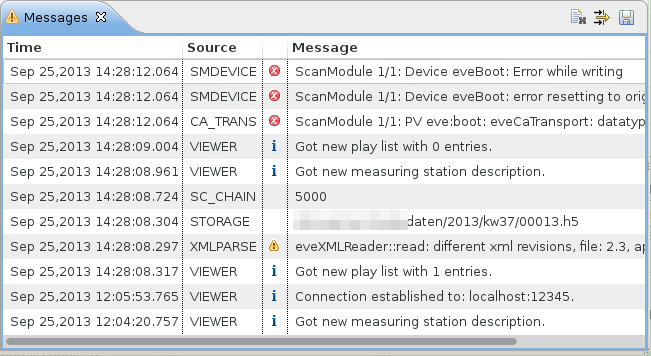 Messages
Time Source Message
Sep 25,2013 14:28:12.064 SMDEVICE ScanModule 1/1: Device eveBoot: Error while writing
Sep 25,2013 14:28:12.064 SMDEVICE ScanModule 1/1: Device eveBoot: error resetting to orig
Sep 25,2013 14:28:12.064 CA_TRANS ScanModule 1/1: PV eve:boot: eveCaTransport: datatyp
Sep 25,2013 14:28:09.004 VIEWER i Got new play list with 0 entries.
Sep 25,2013 14:28:08.961 VIEWER i Got new measuring station description.
Sep 25,2013 14:28:08.724 SC_CHAIN 5000
Sep 25,2013 14:28:08.304 STORAGE daten/2013/kw37/00013.h5
Sep 25,2013 14:28:08.297 XMLPARSE eveXMLReader::read: different xml revisions, file: 2.3, ap
Sep 25,2013 14:28:08.317 VIEWER i Got new play list with 1 entries.
Sep 25,2013 12:05:53.765 VIEWER i Connection established to: localhost:12345.
Sep 25,2013 12:04:20.757 VIEWER i Got new measuring station description.